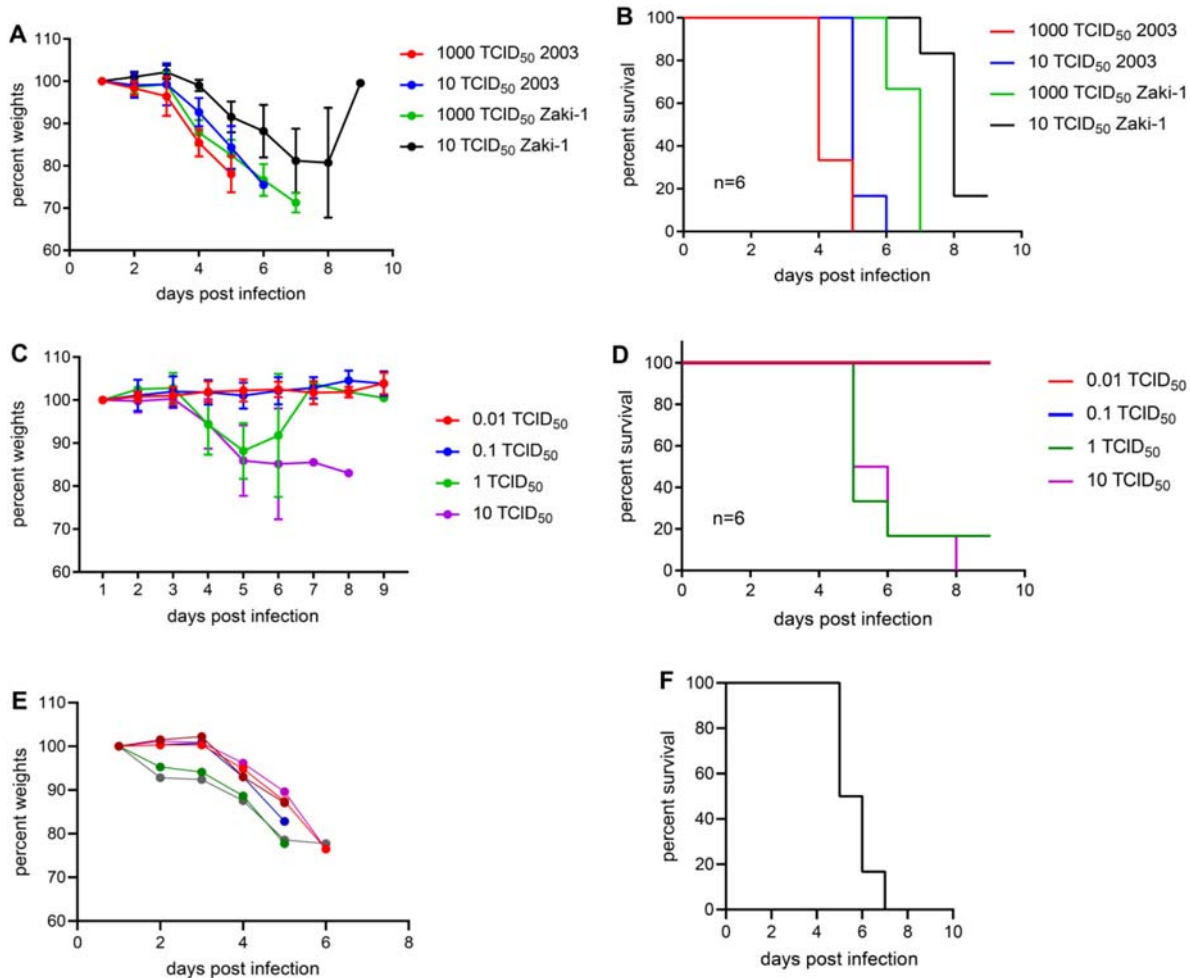 A
percent weights
110
100
90
80
70
60
0
2
4
6
8
10
days post infection
1000 TCID₅₀ 2003
10 TCID₅₀ 2003
1000 TCID₅₀ Zaki-1
10 TCID₅₀ Zaki-1
B
percent survival
100
80
60
40
20
0
n=6
0
2
4
6
8
10
days post infection
1000 TCID₅₀ 2003
10 TCID₅₀ 2003
1000 TCID₅₀ Zaki-1
10 TCID₅₀ Zaki-1
C
percent weights
110
100
90
80
70
60
1
2
3
4
5
6
7
8
9
days post infection
0.01 TCID₅₀
0.1 TCID₅₀
1 TCID₅₀
10 TCID₅₀
D
percent survival
100
80
60
40
20
0
n=6
0
2
4
6
8
10
days post infection
0.01 TCID₅₀
0.1 TCID₅₀
1 TCID₅₀
10 TCID₅₀
E
percent weights
110
100
90
80
70
60
0
2
4
6
8
days post infection
F
percent survival
100
80
60
40
20
0
0
2
4
6
8
10
days post infection